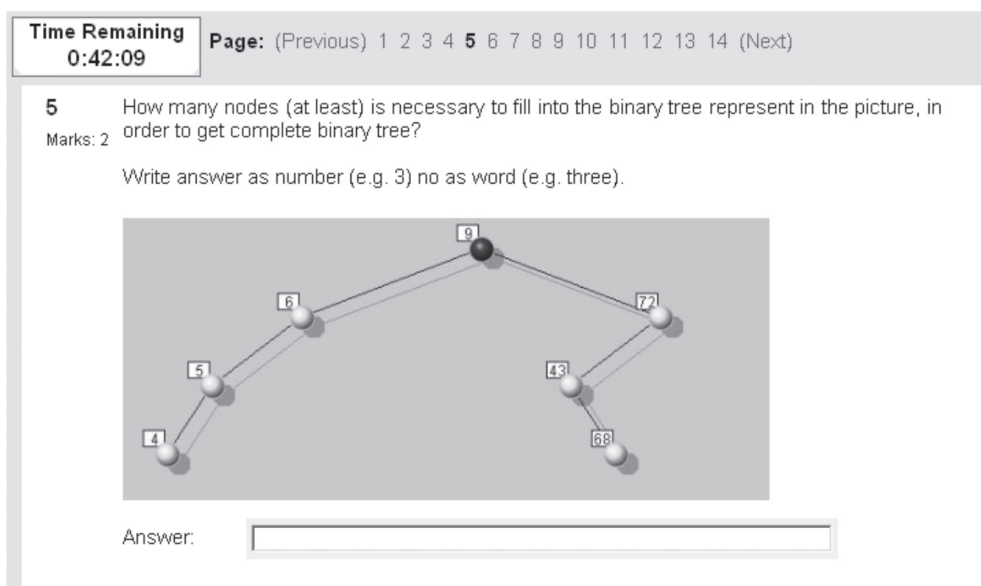 Time Remaining
0:42:09
Page: (Previous) 1 2 3 4 5 6 7 8 9 10 11 12 13 14 (Next)
5
Marks: 2
How many nodes (at least) is necessary to fill into the binary tree represent in the picture, in
order to get complete binary tree?
Write answer as number (e.g. 3) no as word (e.g. three).
9
6
72
5
43
4
68
Answer: